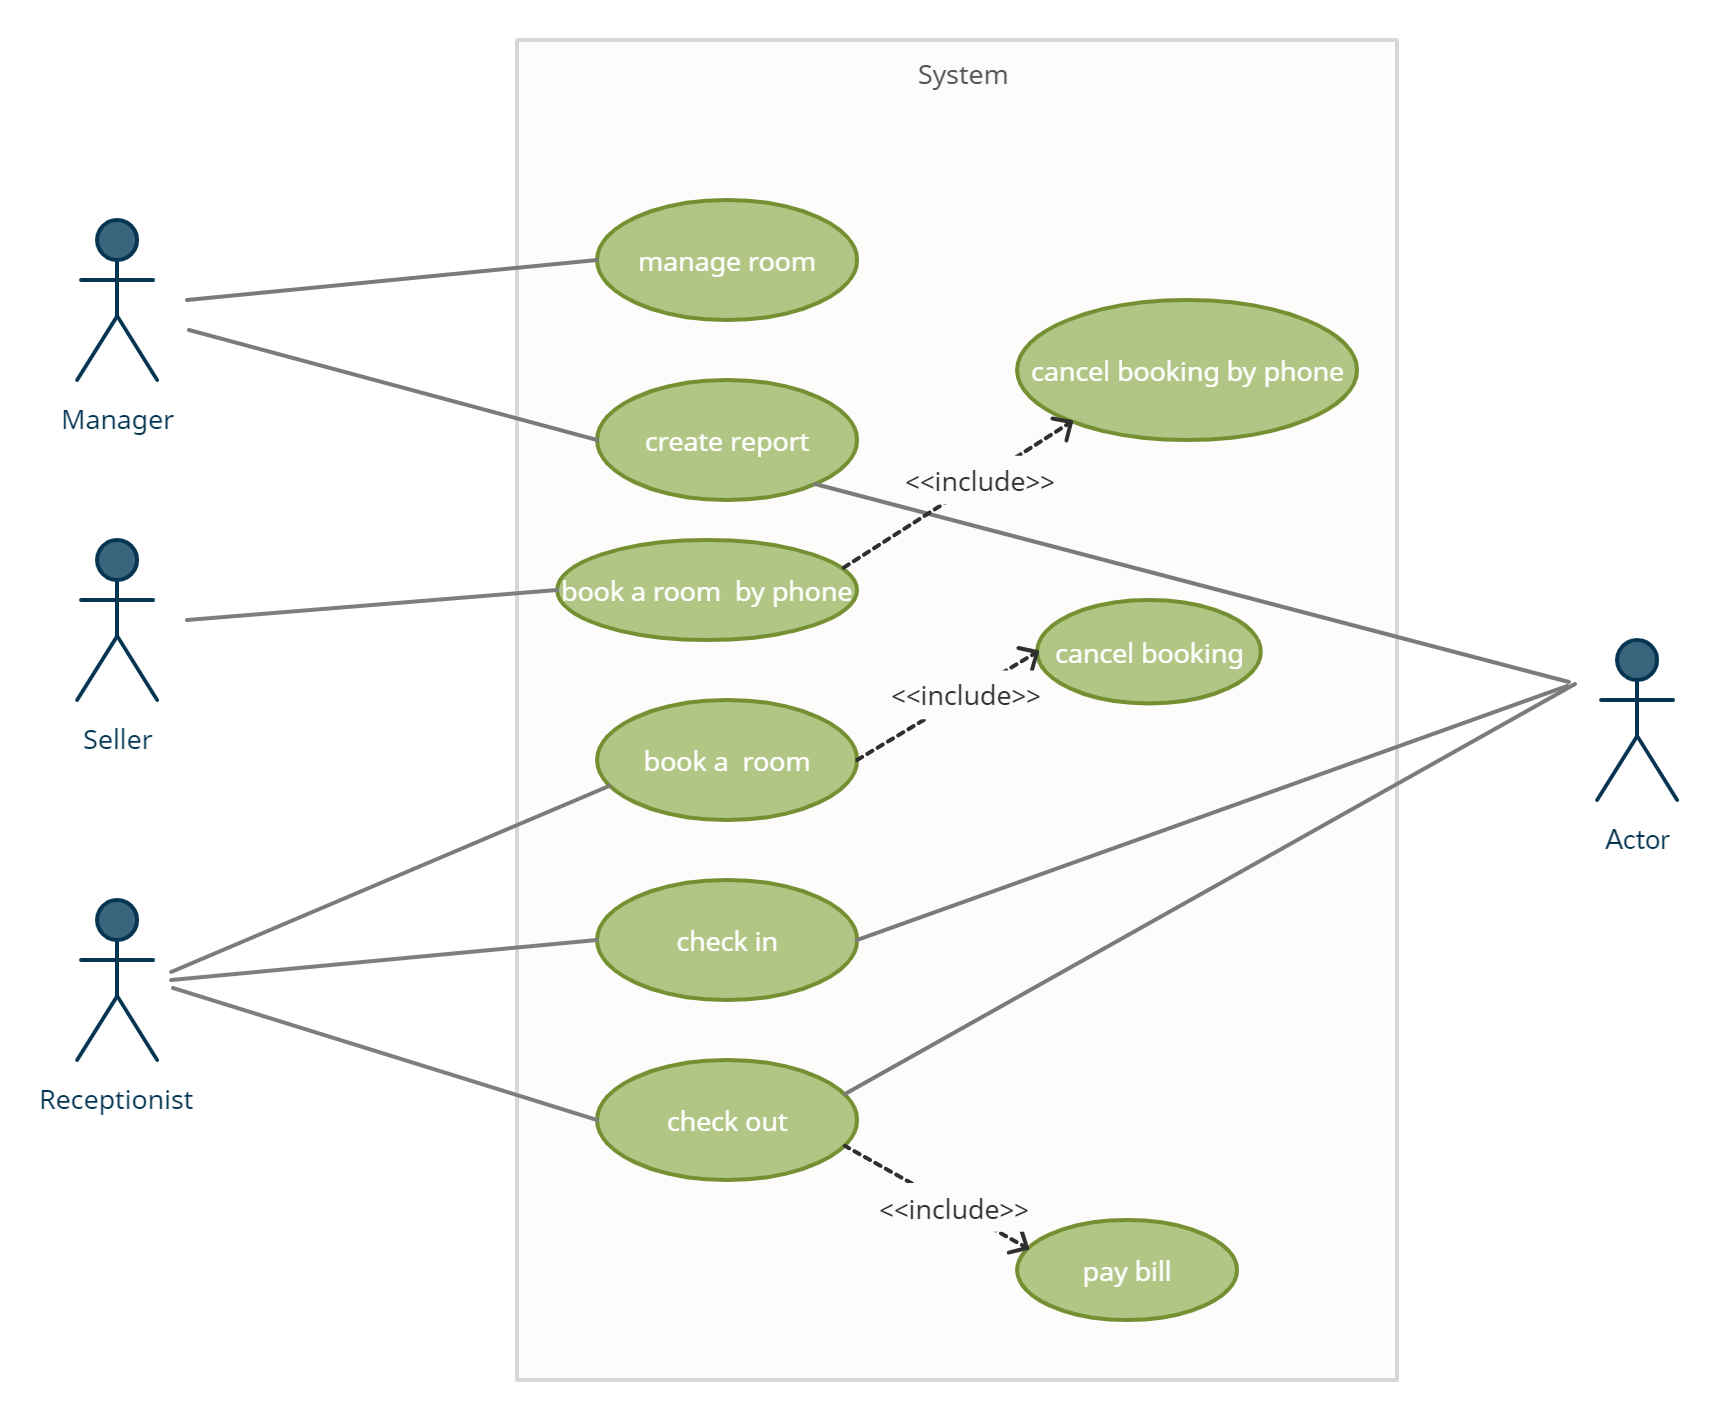 System
manage room
cancel booking by phone
Manager
create report
<<include>>
book a room  by phone
cancel booking
<<include>>
Seller
book a  room
Actor
check in
Receptionist
check out
<<include>>
pay bill